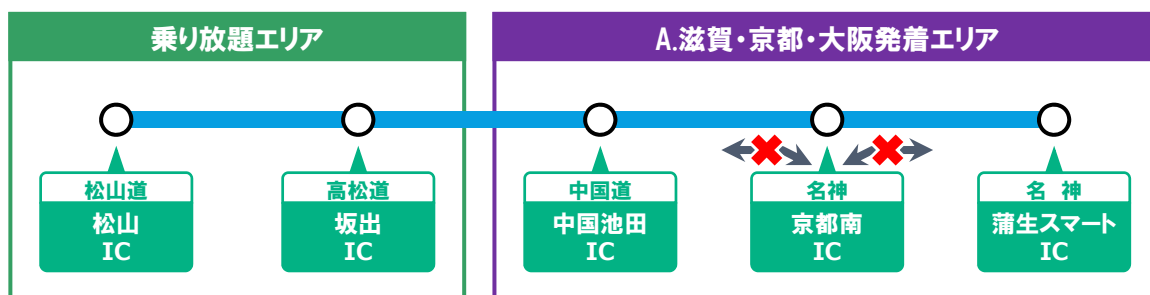 乗り放題エリア
A.滋賀・京都・大阪発着エリア
松山道
松山
IC
高松道
坂出
IC
中国道
中国池田
IC
名神
京都南
IC
名 神
蒲生スマート
IC